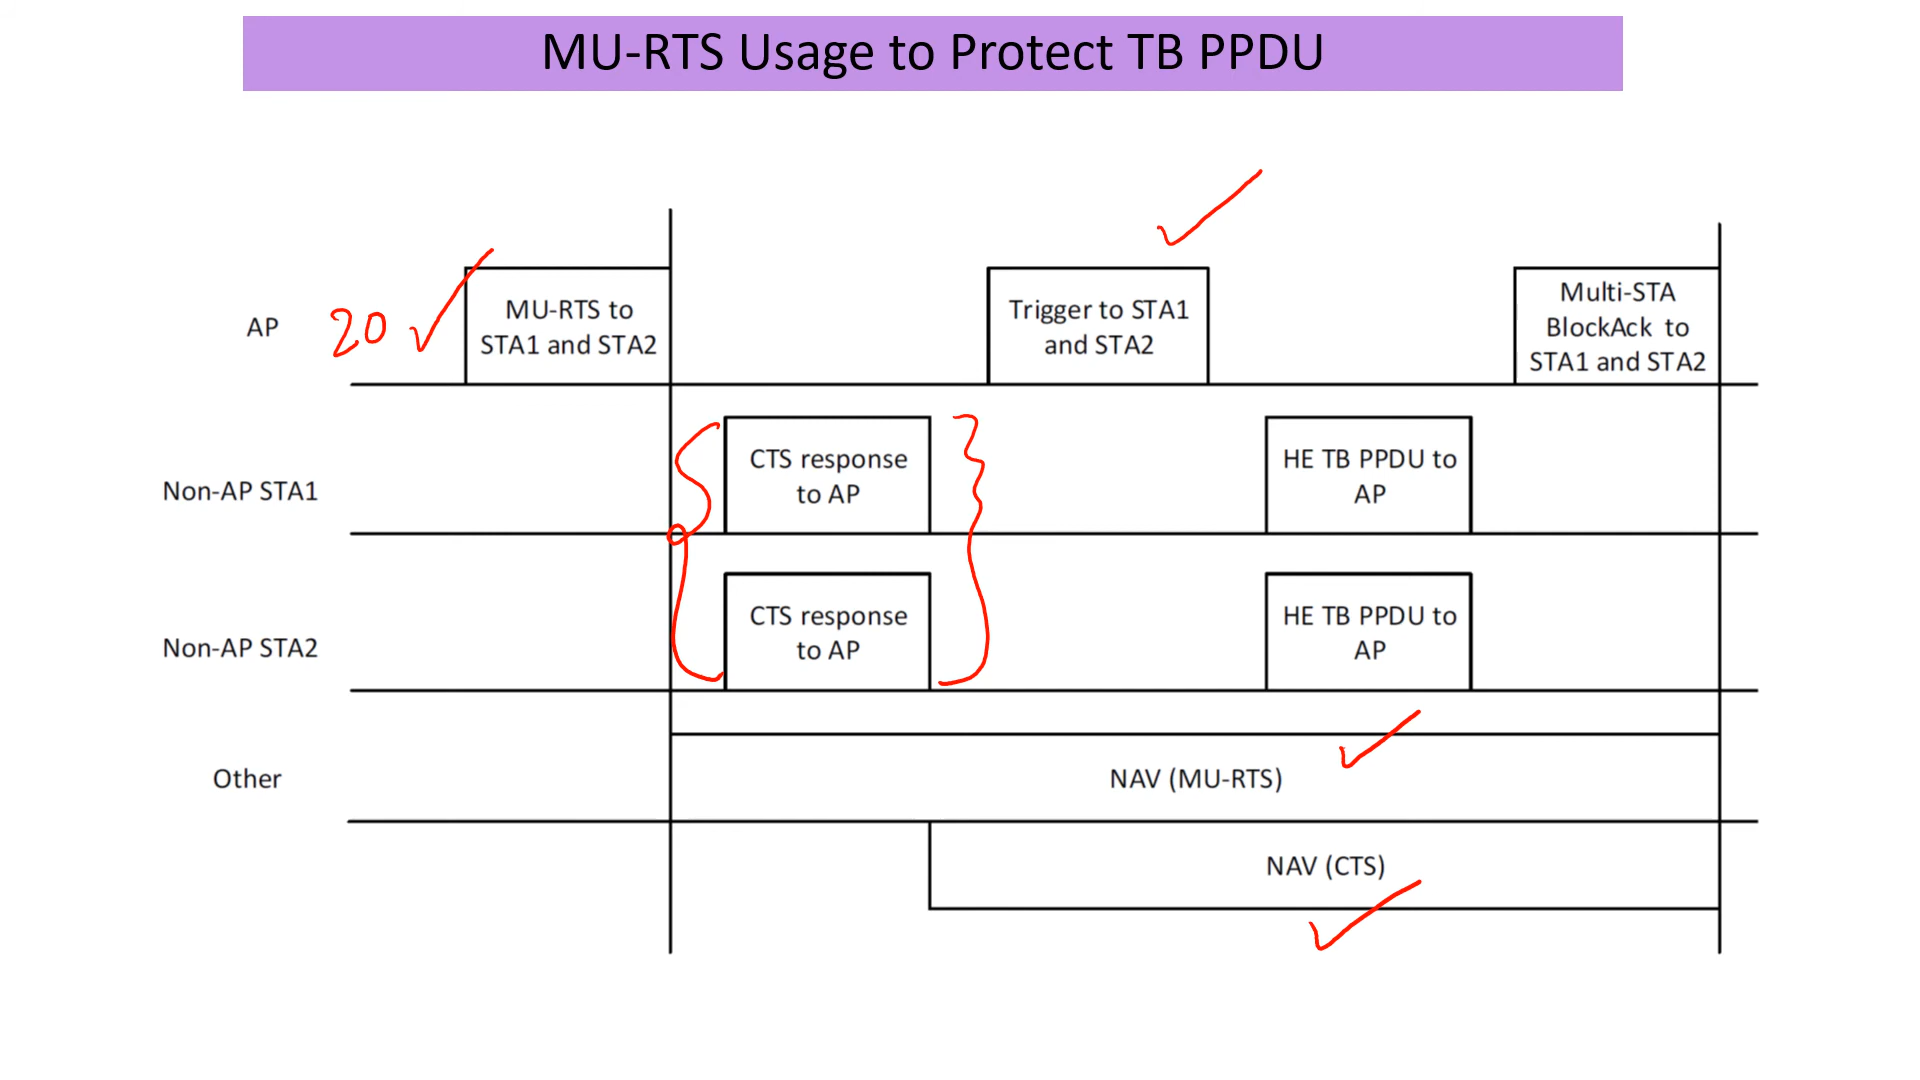 MU-RTS Usage to Protect TB PPDU
AP
20
MU-RTS to
STA1 and STA2
Trigger to STA1
and STA2
Multi-STA
BlockAck to
STA1 and STA2
Non-AP STA1
CTS response
to AP
HE TB PPDU to
AP
Non-AP STA2
CTS response
to AP
HE TB PPDU to
AP
Other
NAV (MU-RTS)
NAV (CTS)